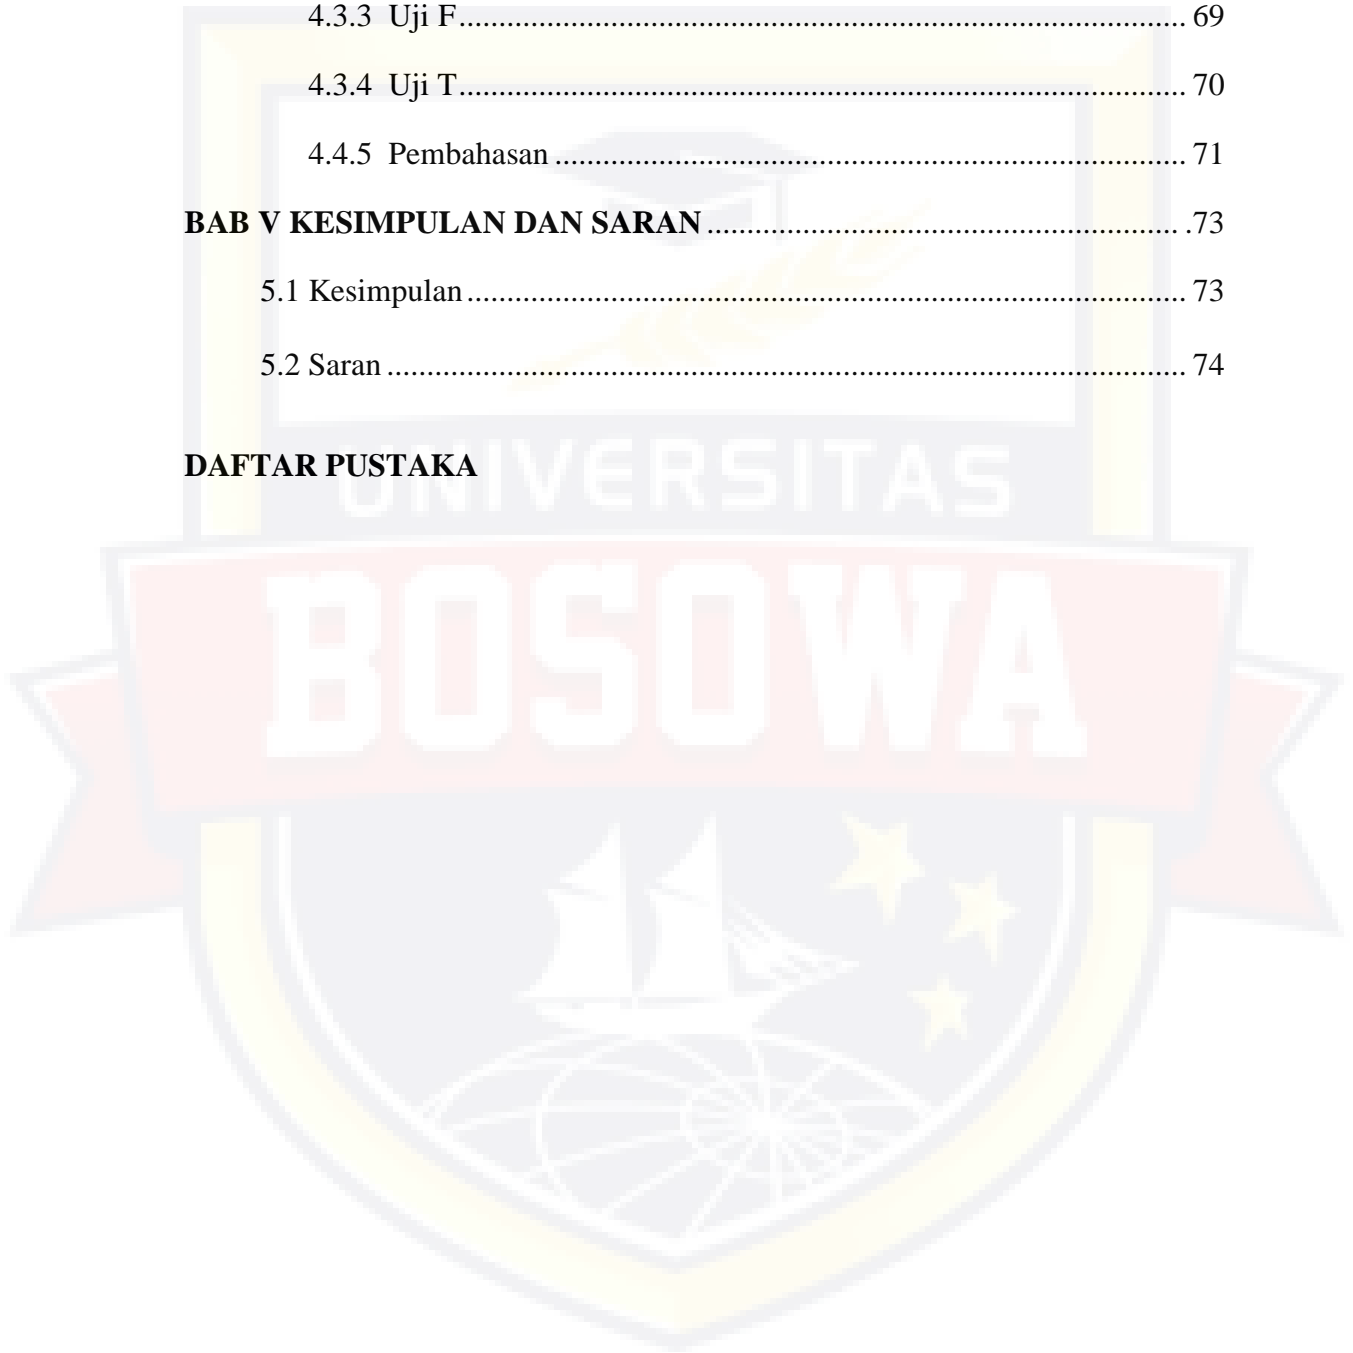 4.3.3 Uji F........................................................................................... 69
4.3.4 Uji T........................................................................................... 70
4.4.5 Pembahasan ............................................................................... 71
BAB V KESIMPULAN DAN SARAN ........................................................... .73
5.1 Kesimpulan .......................................................................................... 73
5.2 Saran .................................................................................................... 74
DAFTAR PUSTAKA
UNIVERSITAS
BOSOWA